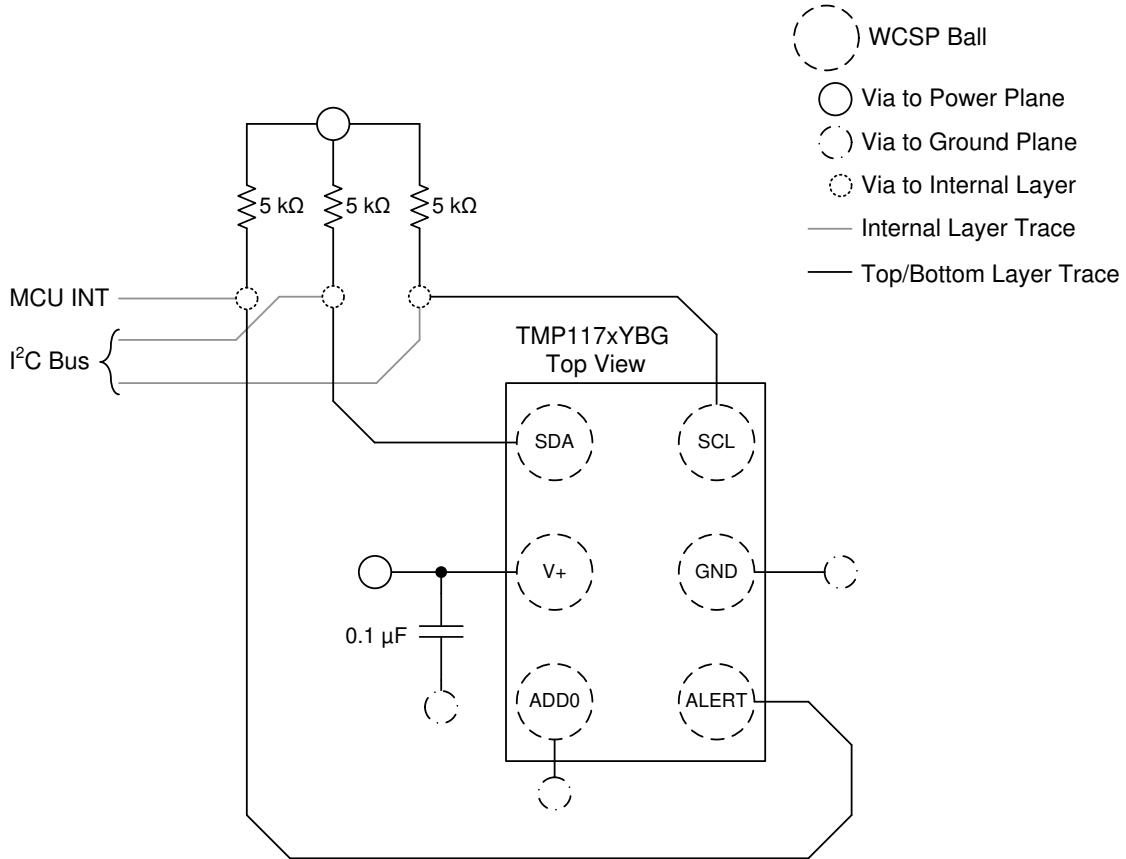 WCSP Ball
Via to Power Plane
Via to Ground Plane
Via to Internal Layer
Internal Layer Trace
Top/Bottom Layer Trace
5 kΩ
5 kΩ
5 kΩ
MCU INT
I²C Bus
TMP117xYBG
Top View
SDA
SCL
V+
GND
0.1 µF
ADD0
ALERT